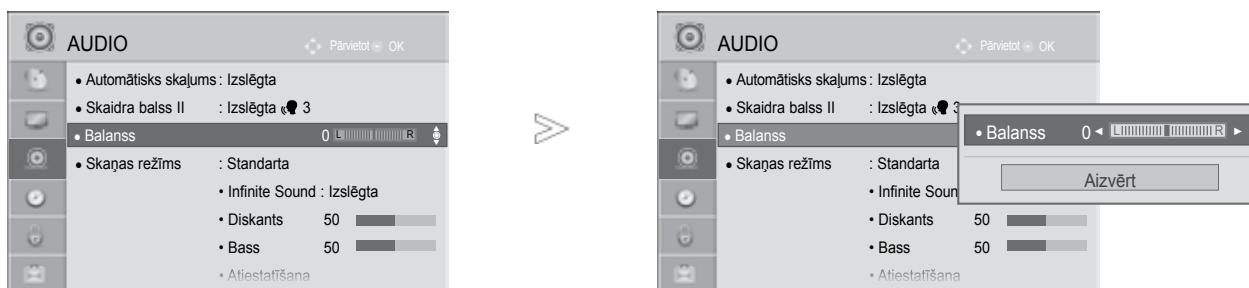 AUDIO
Pārvietot OK
• Automātisks skaļums : Izslēgta
• Skaidra balss II : Izslēgta 3
• Balanss 0 L R
• Skaņas režīms : Standarta
• Infinite Sound : Izslēgta
• Diskants 50
• Bass 50
• Atiestatīšana
AUDIO
Pārvietot OK
• Automātisks skaļums : Izslēgta
• Skaidra balss II : Izslēgta 3
• Balanss
• Balanss 0 L R
Aizvērt
• Skaņas režīms : Standarta
• Infinite Soun
• Diskants 50
• Bass 50
• Atiestatīšana